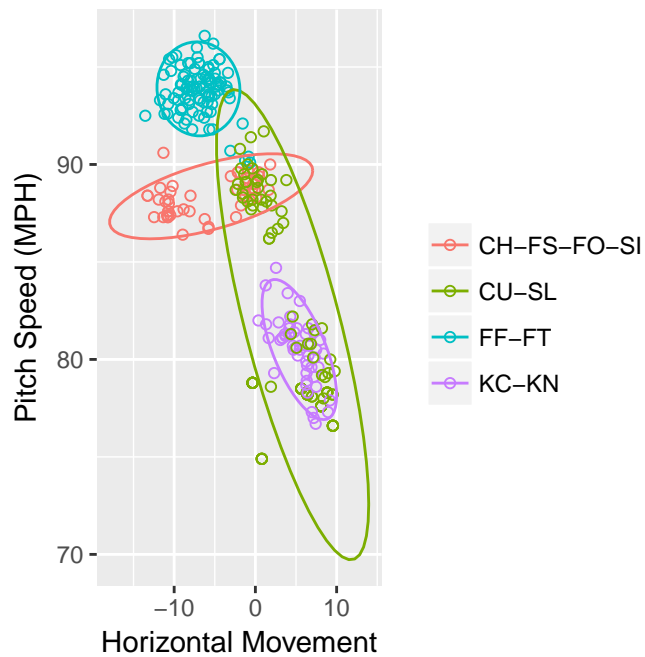 90
80
70
−10 0 10
Pitch Speed (MPH)
Horizontal Movement
CH−FS−FO−SI
CU−SL
FF−FT
KC−KN